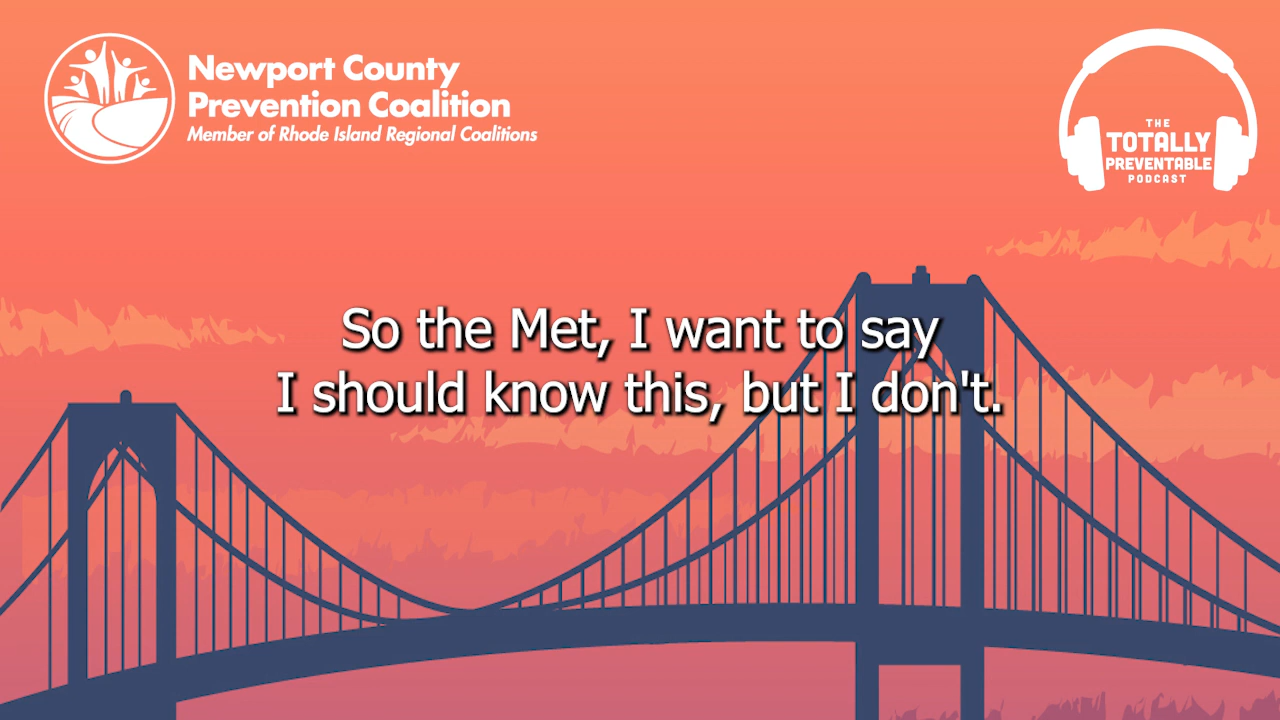 Newport County
Prevention Coalition
Member of Rhode Island Regional Coalitions
THE
TOTALLY
PREVENTABLE
PODCAST
So the Met, I want to say
I should know this, but I don't.